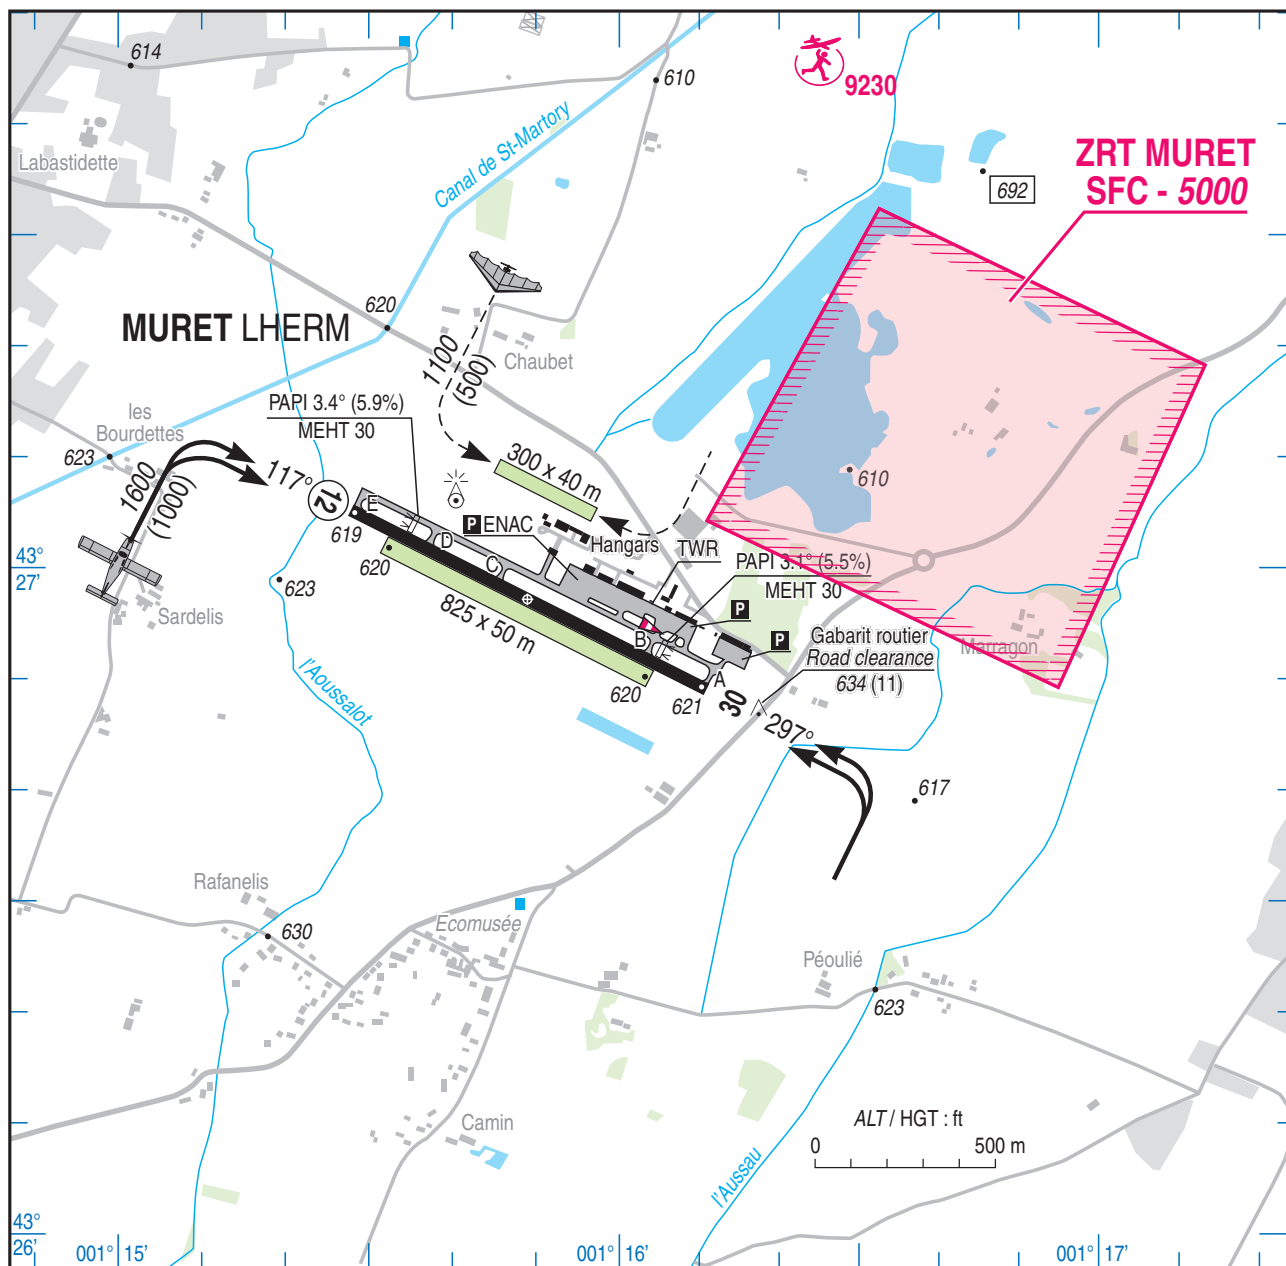 614
610
9230
Labastidette
Canal de St-Martory
ZRT MURET
SFC - 5000
692
620
MURET LHERM
Chaubet
1100
(500)
PAPI 3.4° (5.9%)
MEHT 30
les
Bourdettes
623
1600
(1000)
117°
12
300 x 40 m
610
E
619
P ENAC
D
Hangars
TWR
C
PAPI 3.1° (5.5%)
MEHT 30
43°
27'
620
623
825 x 50 m
P
Sardelis
B
P
Gabarit routier
Road clearance
634 (11)
Marragon
A
620
621
30
297°
l'Aoussalot
617
Rafanelis
Ecomusée
630
Péoulié
623
Camin
ALT / HGT : ft
0
500 m
l'Aussau
43°
26'
001° 15'
001° 16'
001° 17'